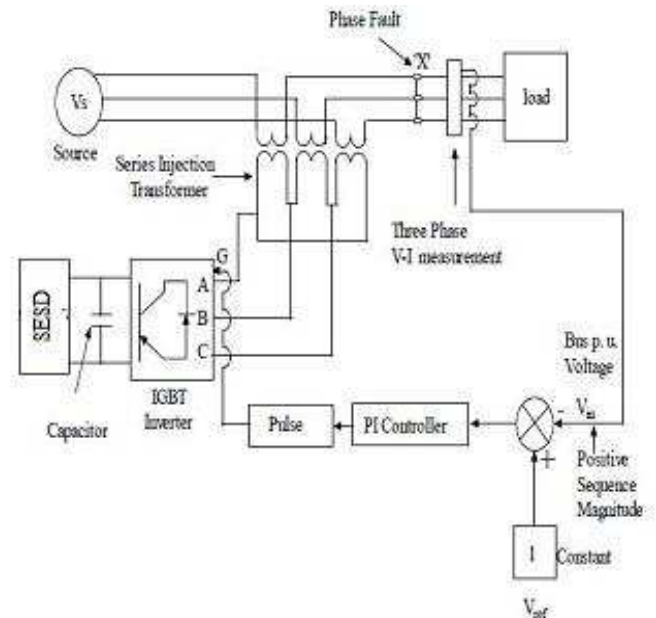 Phase Fault
'X'
Vs
load
Source
Series Injection
Transformer
Three Phase
V-I measurement
G
A
B
C
SESD
IGBT
Inverter
Capacitor
Bus p. u.
Voltage
Pulse
PI Controller
-
+
Positive
Sequence
Magnitude
1
Constant
Vref